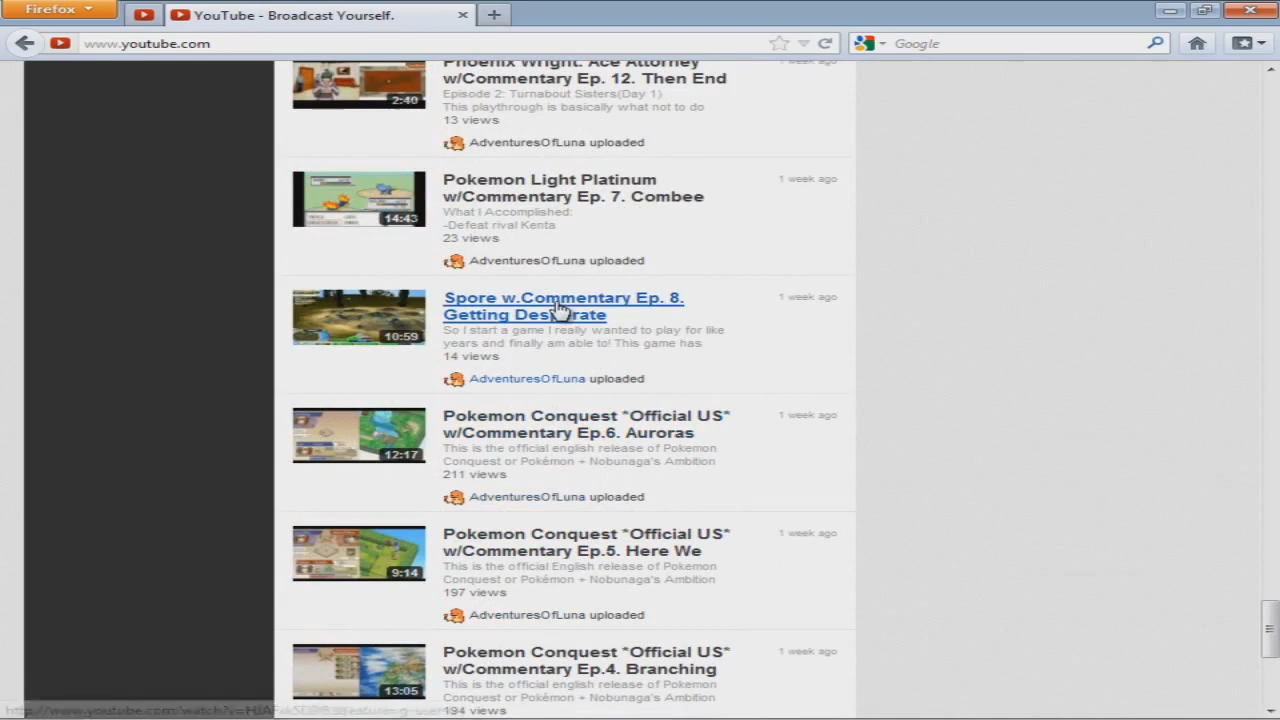 Firefox
YouTube - Broadcast Yourself.
www.youtube.com
Google
Phoenix Wright: Ace Attorney
w/Commentary Ep. 12. Then End
Episode 2: Turnabout Sisters(Day 1)
This playthrough is basically what not to do
13 views
2:40
AdventuresOfLuna uploaded
Pokemon Light Platinum
w/Commentary Ep. 7. Combee
1 week ago
What I Accomplished:
-Defeat rival Kenta
23 views
14:43
AdventuresOfLuna uploaded
Spore w.Commentary Ep. 8.
Getting Desperate
1 week ago
So I start a game I really wanted to play for like
years and finally am able to! This game has
14 views
10:59
AdventuresOfLuna uploaded
Pokemon Conquest *Official US*
w/Commentary Ep.6. Auroras
1 week ago
This is the official english release of Pokemon
Conquest or Pokémon + Nobunaga's Ambition
211 views
12:17
AdventuresOfLuna uploaded
Pokemon Conquest *Official US*
w/Commentary Ep.5. Here We
1 week ago
This is the official English release of Pokemon
Conquest or Pokémon + Nobunaga's Ambition
197 views
9:14
AdventuresOfLuna uploaded
Pokemon Conquest *Official US*
w/Commentary Ep.4. Branching
1 week ago
This is the official english release of Pokemon
Conquest or Pokémon + Nobunaga's Ambition
194 views
13:05